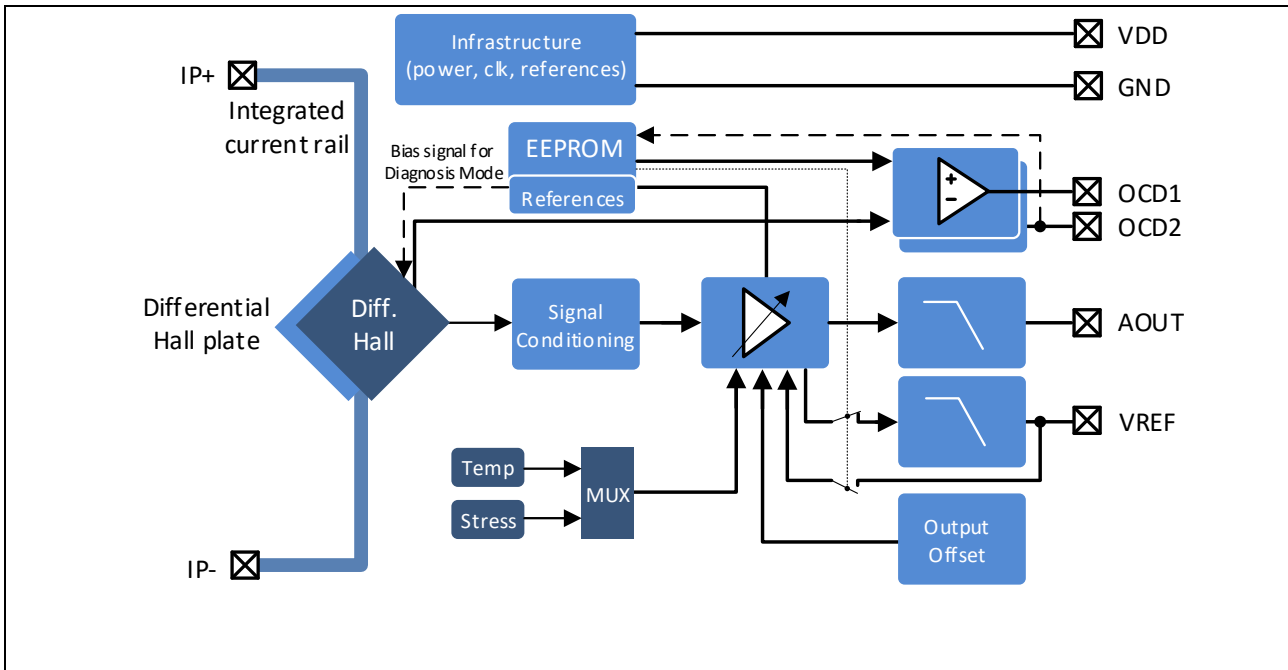 Infrastructure
(power, clk, references)
VDD
GND
IP+
Integrated
current rail
Bias signal for
Diagnosis Mode
EEPROM
References
+
-
OCD1
OCD2
Differential
Hall plate
Diff.
Hall
Signal
Conditioning
AOUT
VREF
Temp
Stress
MUX
Output
Offset
IP-